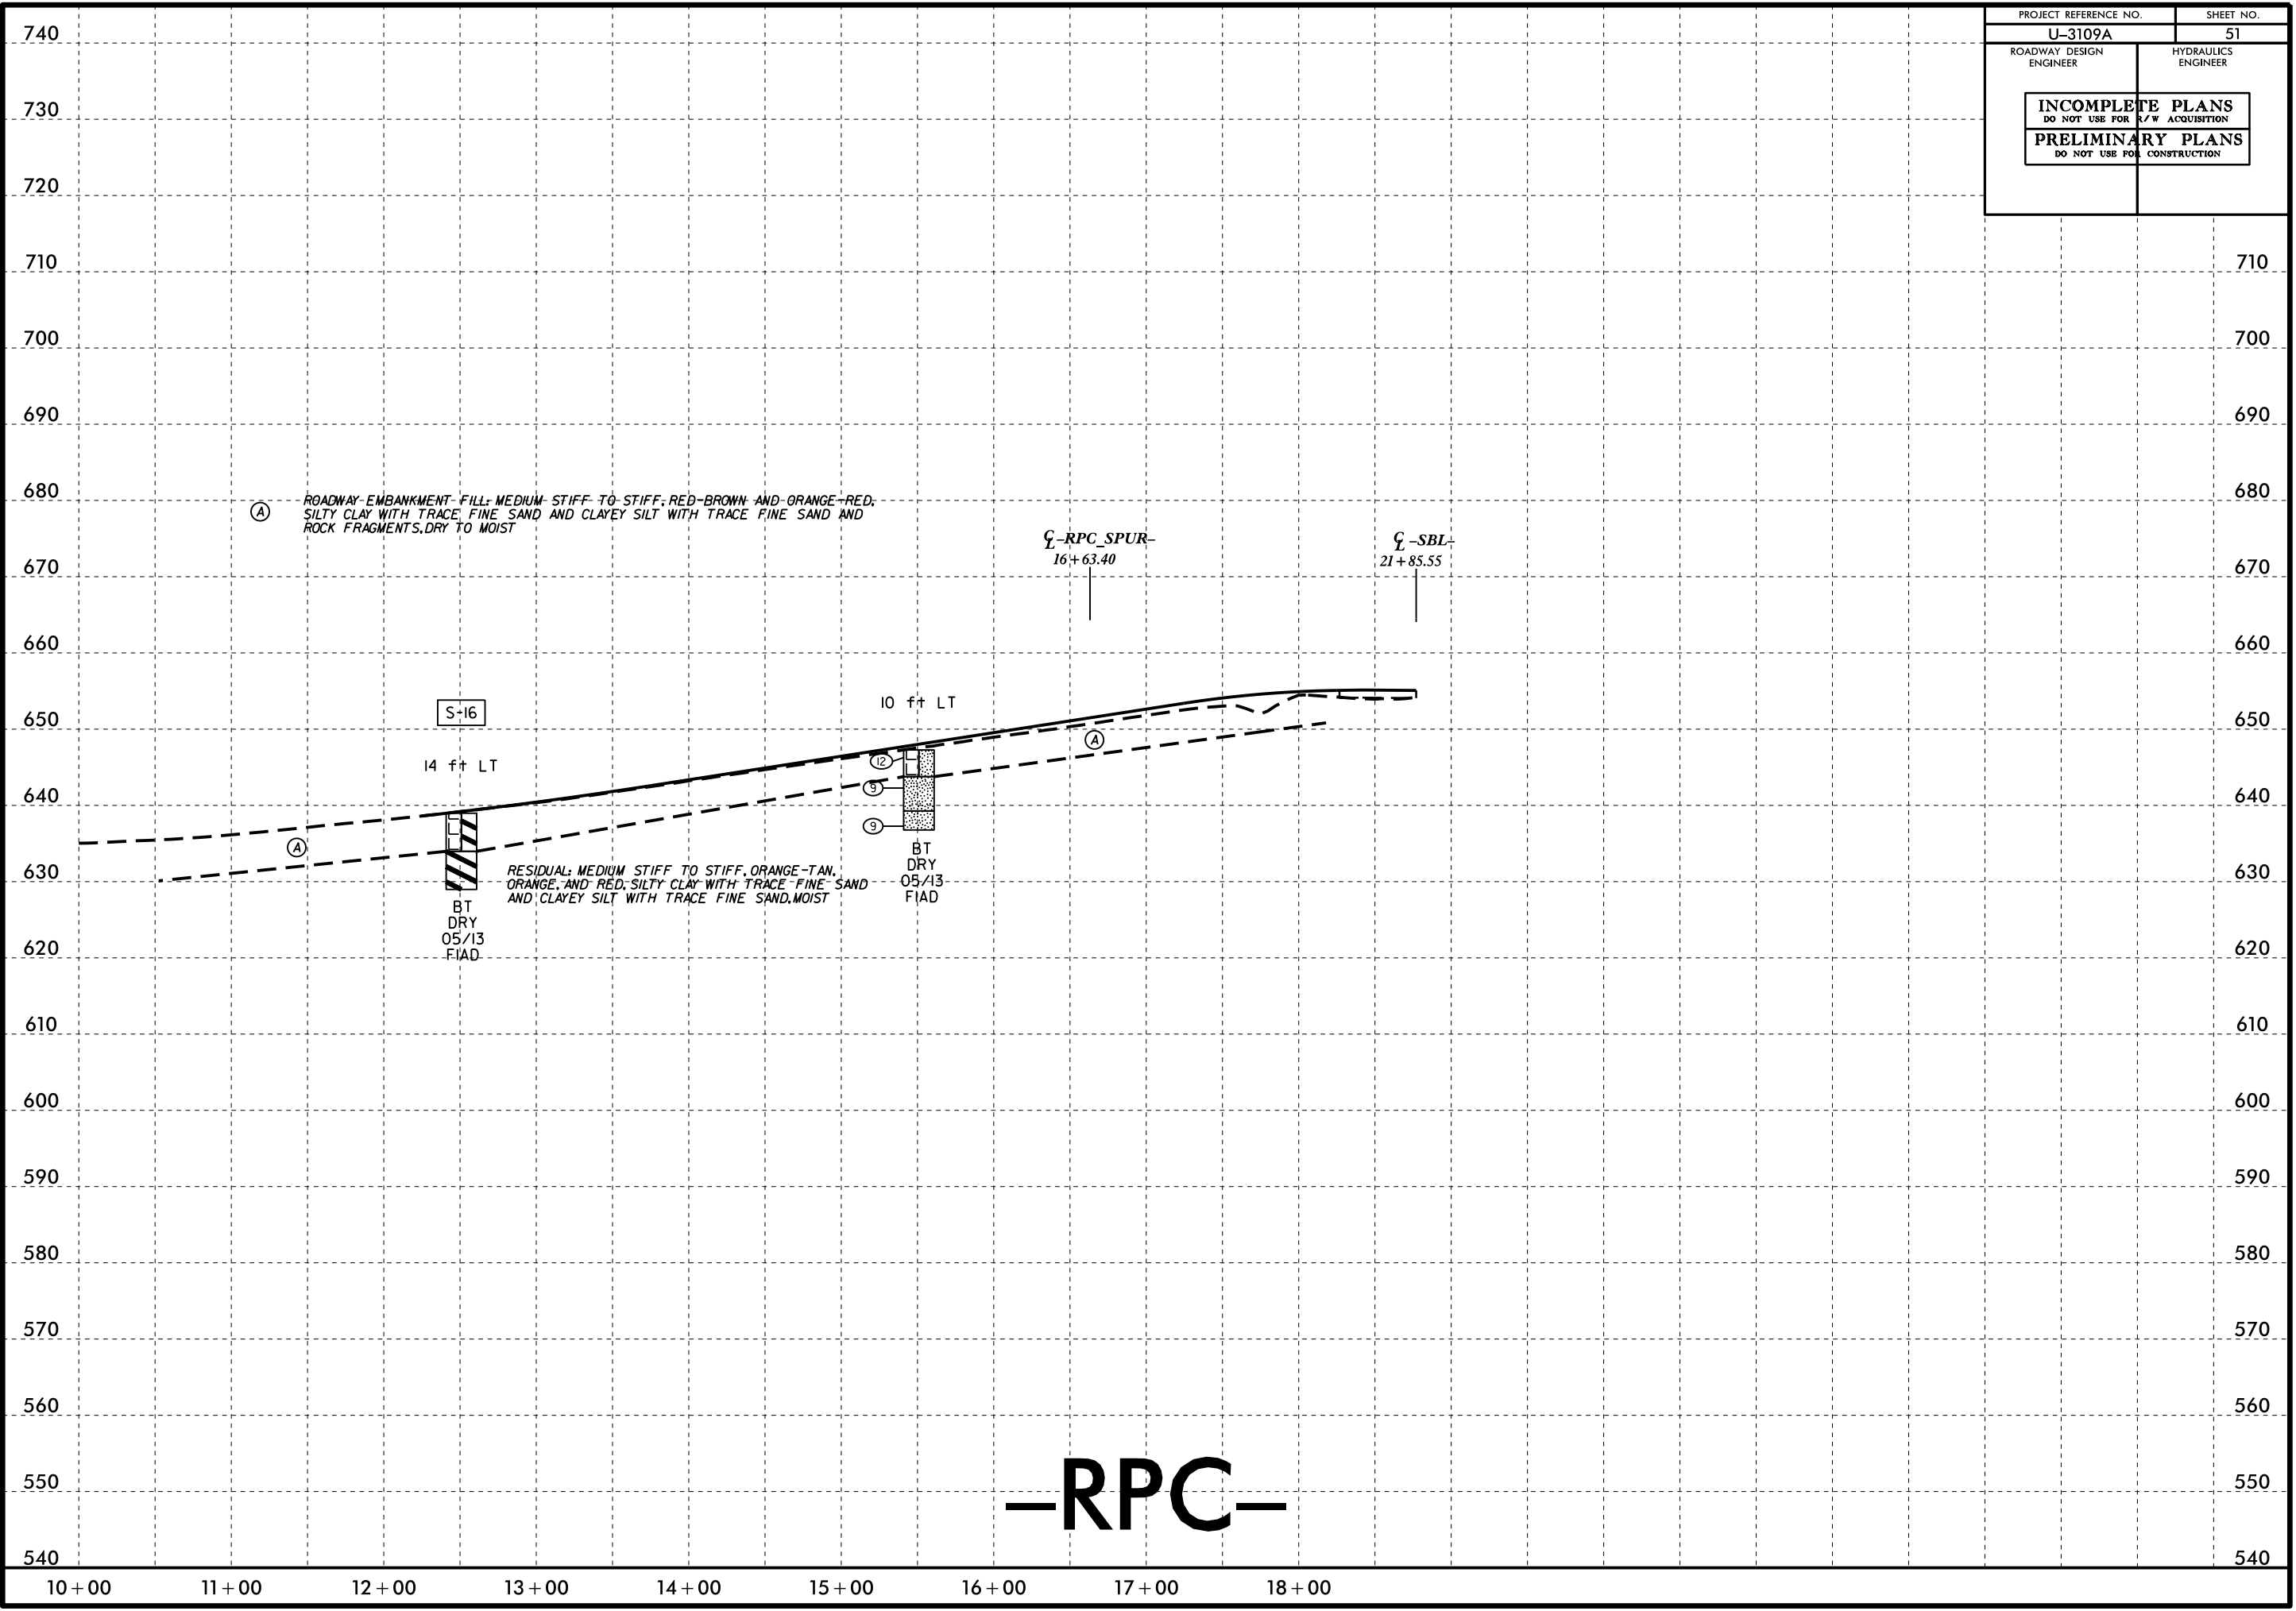 PROJECT REFERENCE NO. SHEET NO.
U–3109A 51
ROADWAY DESIGN ENGINEER
HYDRAULICS ENGINEER
INCOMPLETE PLANS
DO NOT USE FOR R/W ACQUISITION
PRELIMINARY PLANS
DO NOT USE FOR CONSTRUCTION
740
730
720
710 710
700 700
690 690
680 680
A
ROADWAY EMBANKMENT FILL: MEDIUM STIFF TO STIFF, RED-BROWN AND ORANGE-RED,
SILTY CLAY WITH TRACE FINE SAND AND CLAYEY SILT WITH TRACE FINE SAND AND
ROCK FRAGMENTS, DRY TO MOIST
℄ –RPC_SPUR–
16+63.40
℄ –SBL–
21+85.55
670 670
660 660
S-16
10 ft LT
650 650
A
14 ft LT
12
9
640 640
9
A
BT
DRY
05/13
FIAD
630 630
RESIDUAL: MEDIUM STIFF TO STIFF, ORANGE-TAN,
ORANGE, AND RED, SILTY CLAY WITH TRACE FINE SAND
AND CLAYEY SILT WITH TRACE FINE SAND, MOIST
BT
DRY
05/13
FIAD
620 620
610 610
600 600
590 590
580 580
570 570
560 560
550 550
–RPC–
540 540
10+00 11+00 12+00 13+00 14+00 15+00 16+00 17+00 18+00